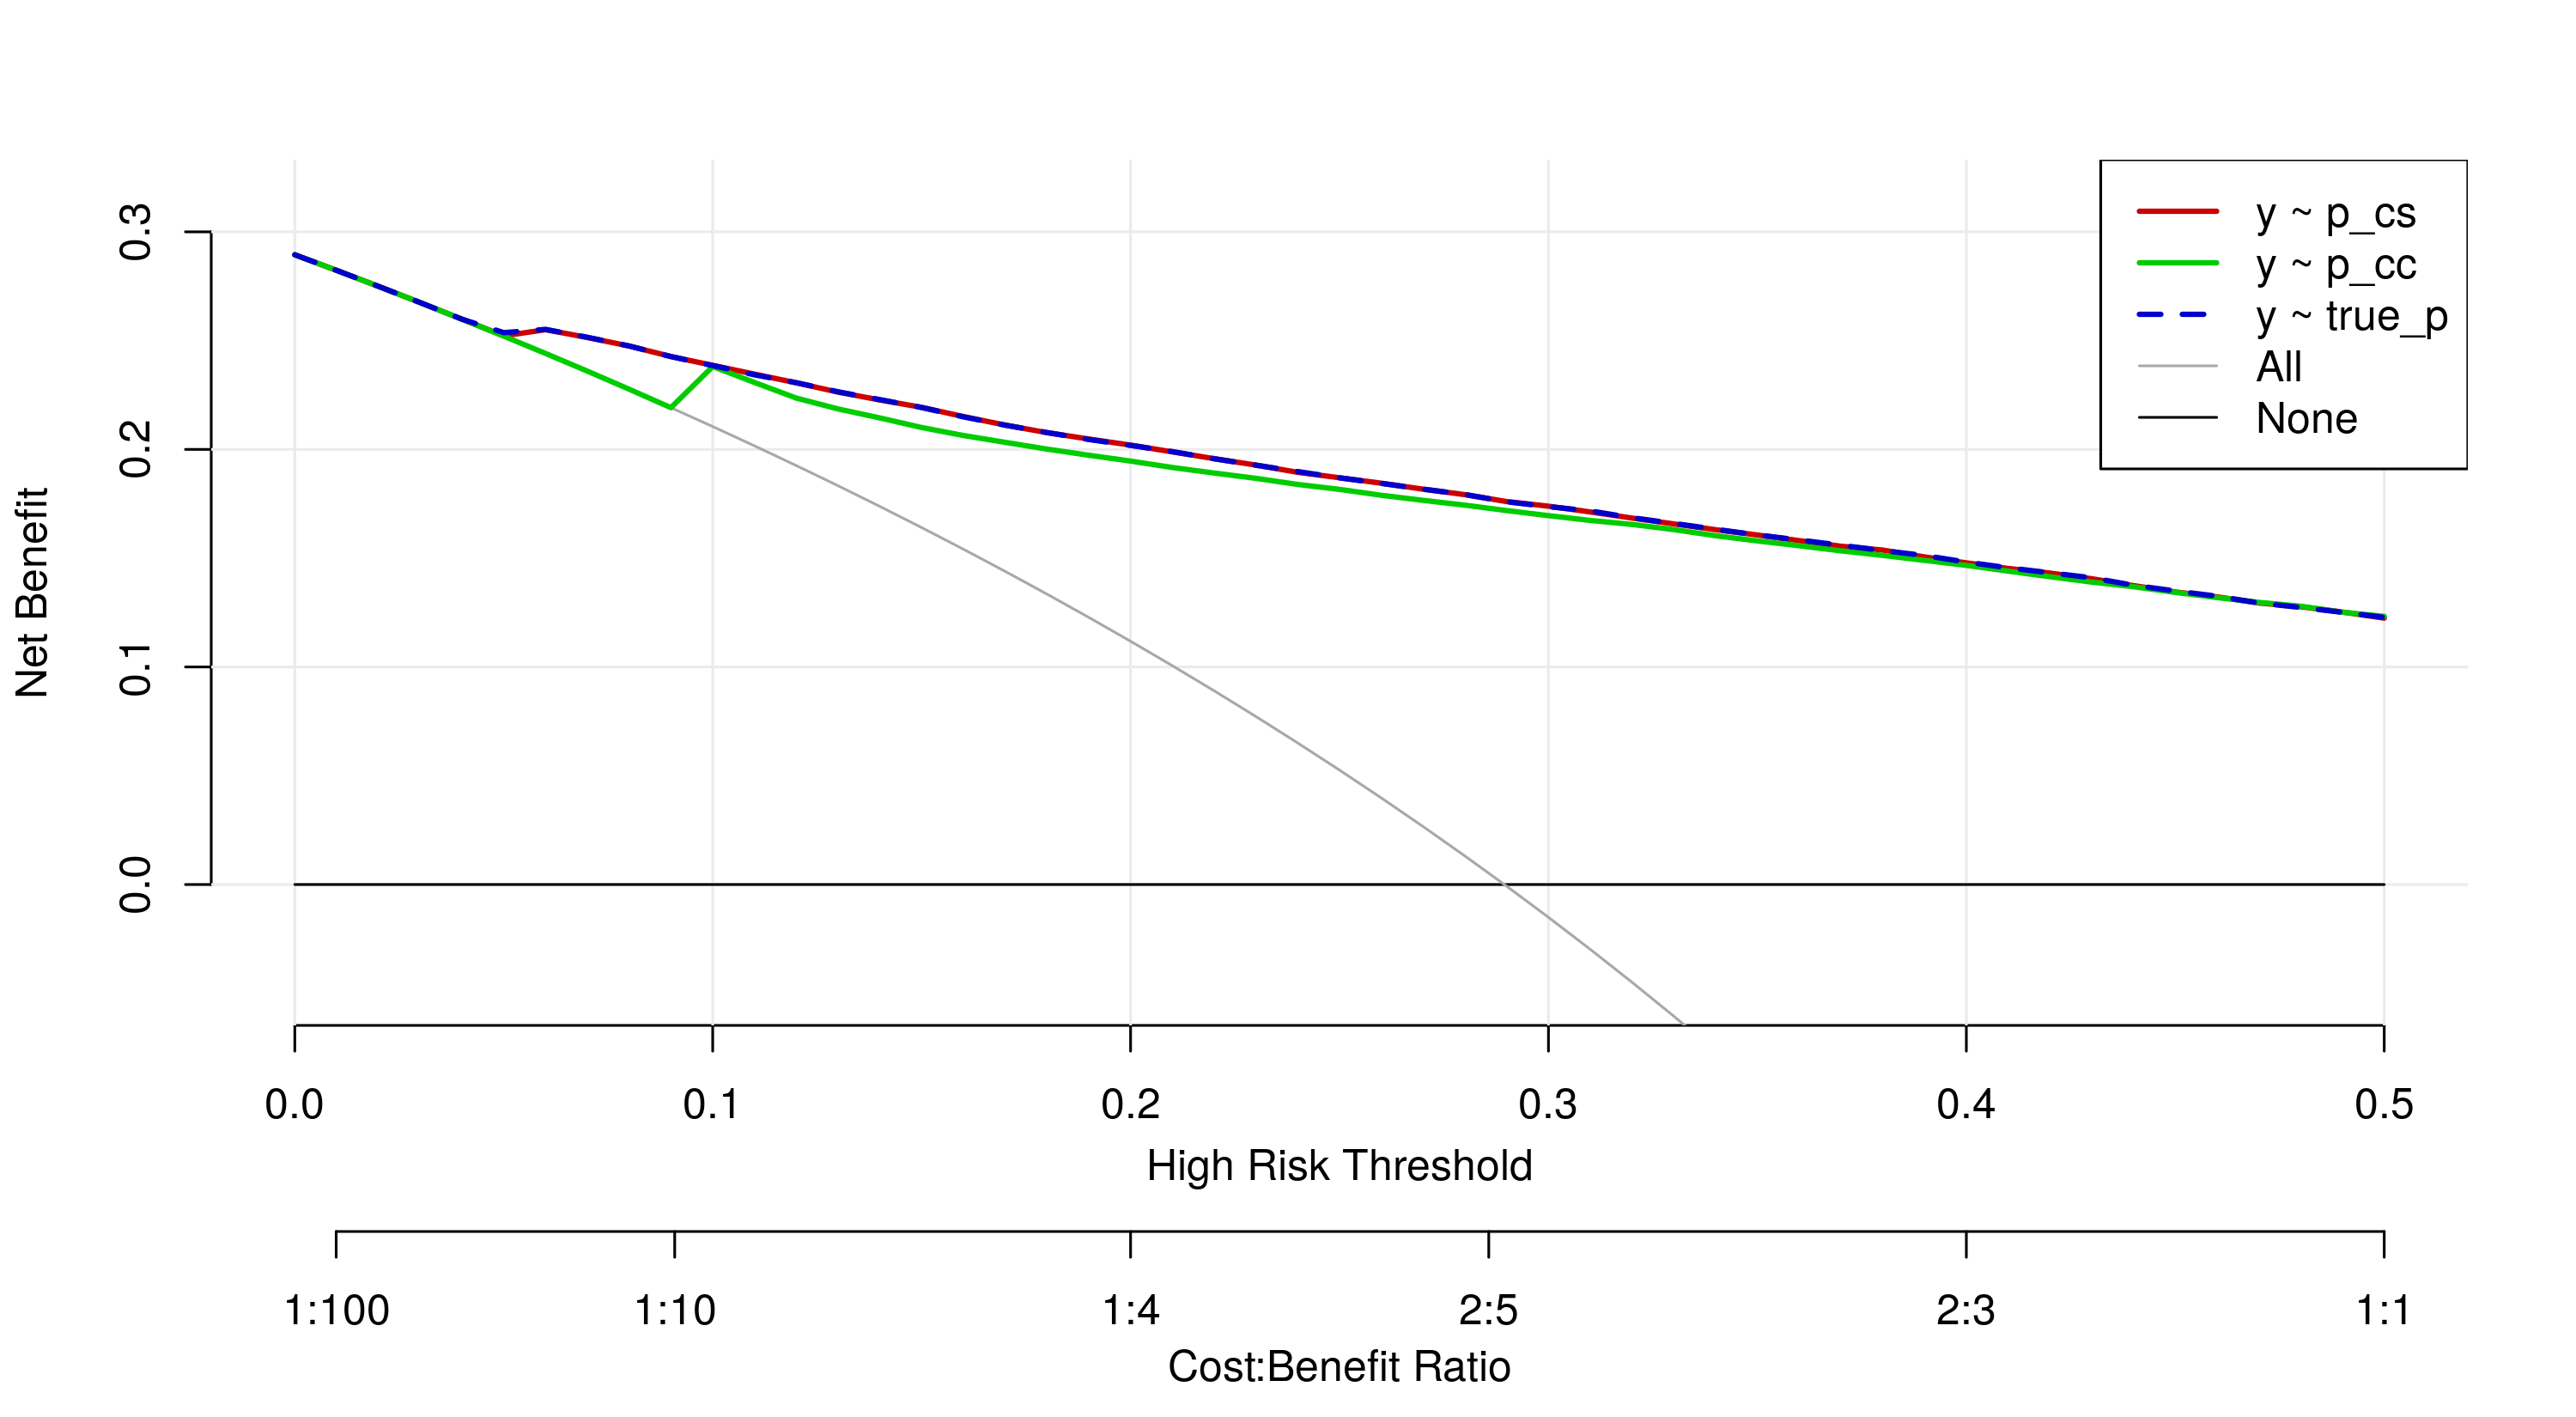 y ~ p_cs
y ~ p_cc
y ~ true_p
All
None
Net Benefit
0.3
0.2
0.1
0.0
0.0 0.1 0.2 0.3 0.4 0.5
High Risk Threshold
1:100 1:10 1:4 2:5 2:3 1:1
Cost:Benefit Ratio